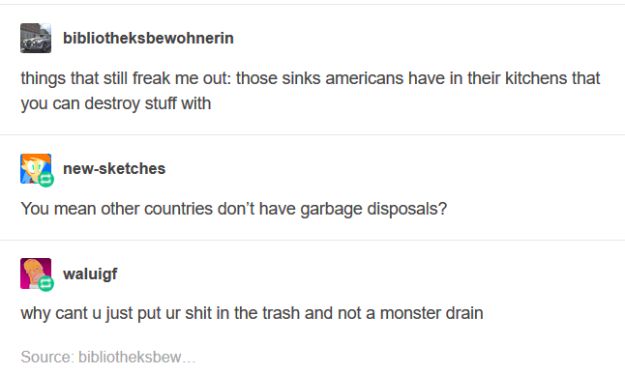 bibliotheksbewohnerin
things that still freak me out: those sinks americans have in their kitchens that
you can destroy stuff with
new-sketches
You mean other countries don’t have garbage disposals?
waluigf
why cant u just put ur shit in the trash and not a monster drain
Source: bibliotheksbew…